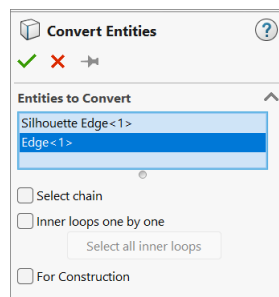 Convert Entities
Entities to Convert
Silhouette Edge<1>
Edge<1>
Select chain
Inner loops one by one
Select all inner loops
For Construction